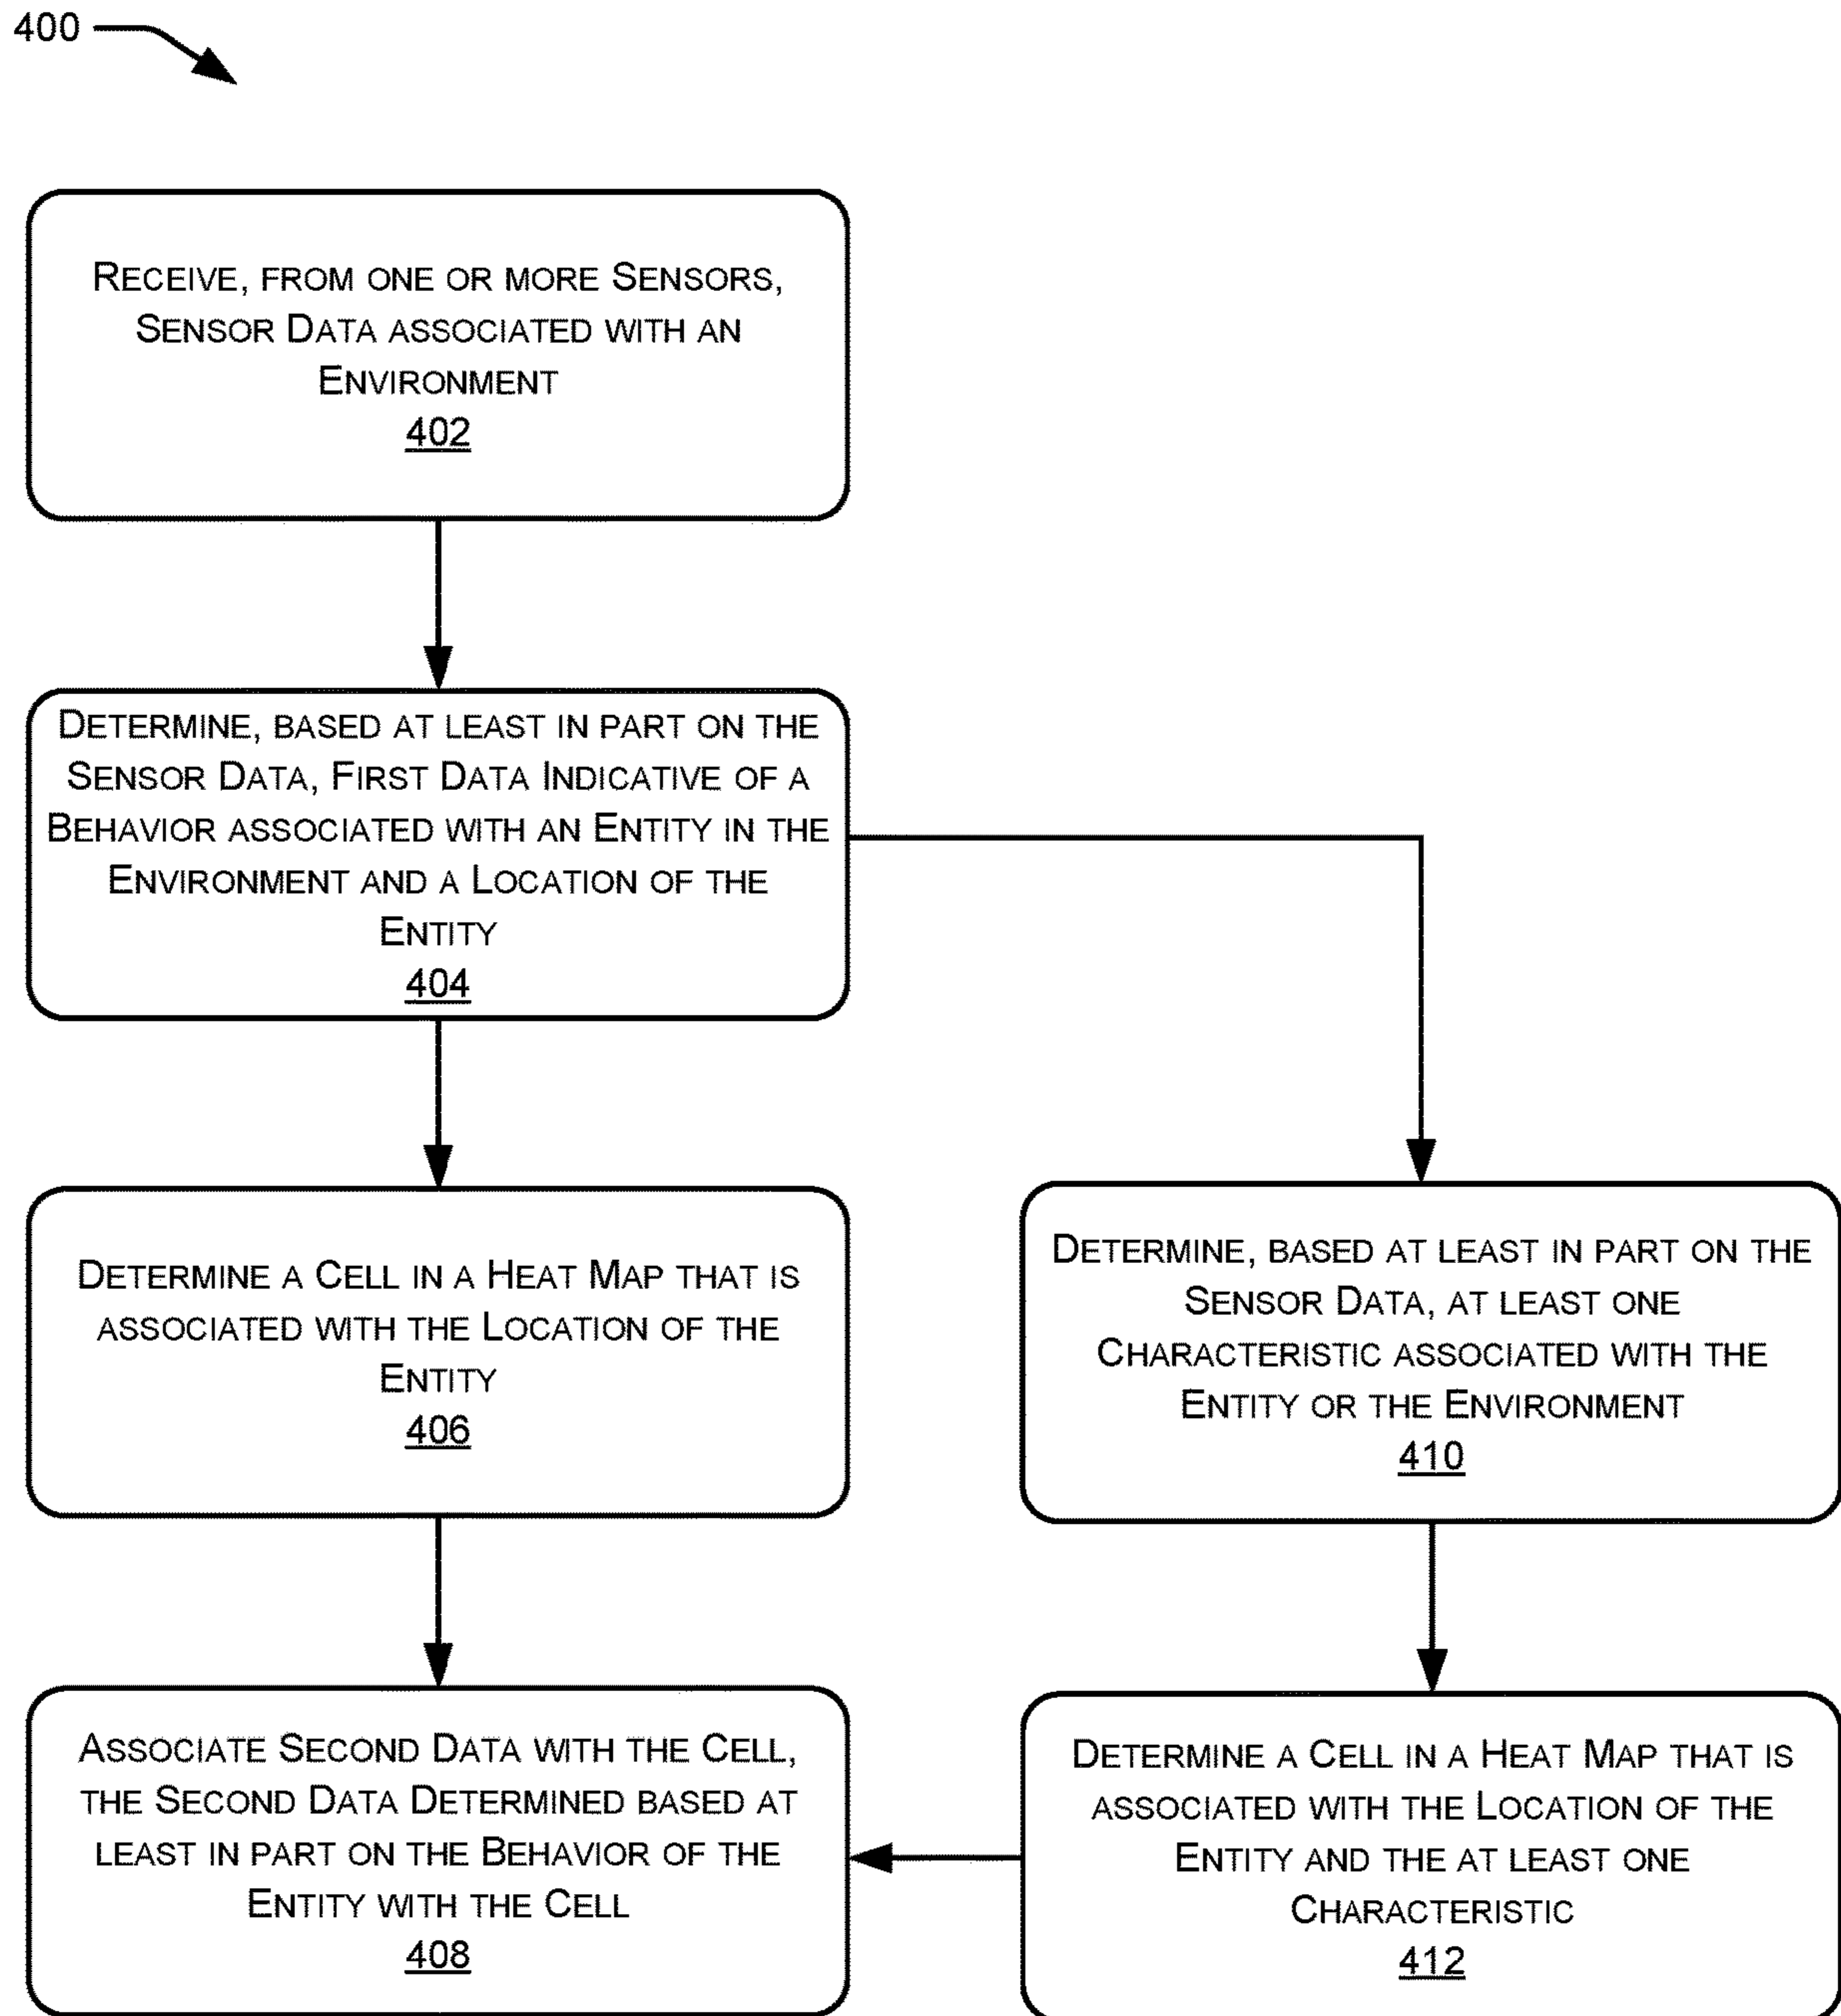 400
Receive, from one or more Sensors,
Sensor Data associated with an
Environment
402
Determine, based at least in part on the
Sensor Data, First Data Indicative of a
Behavior associated with an Entity in the
Environment and a Location of the
Entity
404
Determine a Cell in a Heat Map that is
associated with the Location of the
Entity
406
Associate Second Data with the Cell,
the Second Data Determined based at
least in part on the Behavior of the
Entity with the Cell
408
Determine, based at least in part on the
Sensor Data, at least one
Characteristic associated with the
Entity or the Environment
410
Determine a Cell in a Heat Map that is
associated with the Location of the
Entity and the at least one
Characteristic
412